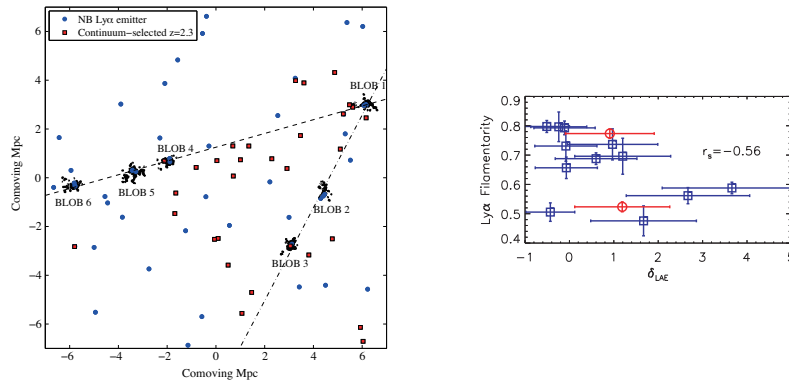 NB Lyα emitter
Continuum−selected z=2.3
BLOB 1
BLOB 4
BLOB 5
BLOB 6
BLOB 2
BLOB 3
6
4
2
0
−2
−4
−6
Comoving Mpc
−6 −4 −2 0 2 4 6
Comoving Mpc
0.9
0.8
0.7
0.6
0.5
0.4
Lyα Filamentarity
r_s=−0.56
−1 0 1 2 3 4 5
δ_LAE